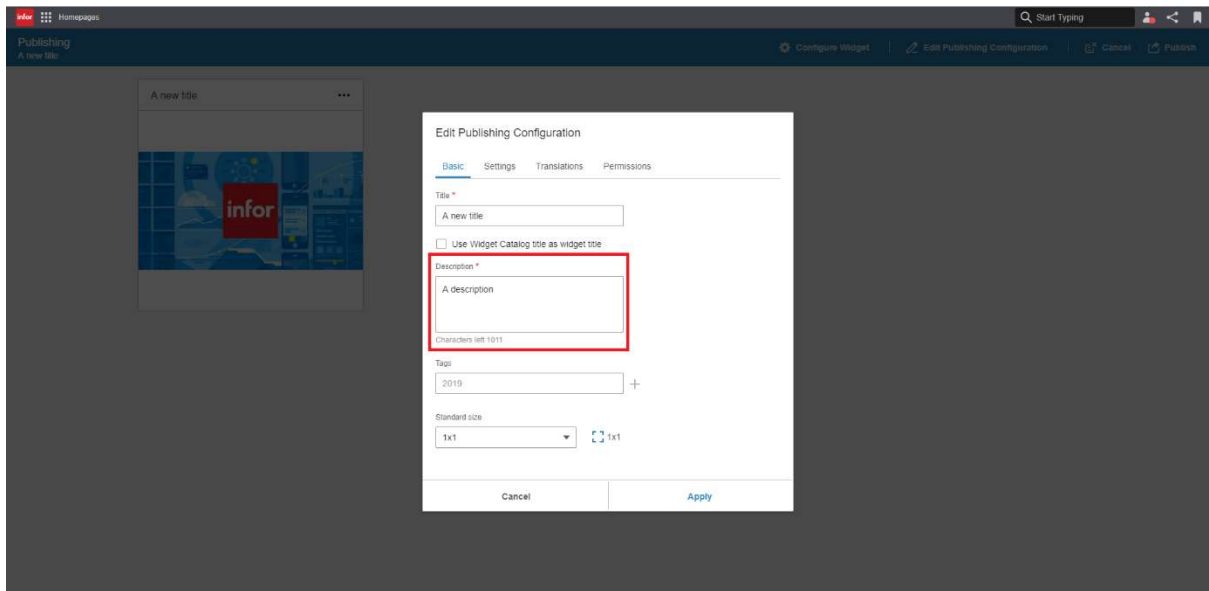 infor
Homepages
Start Typing
Publishing
A new title
Configure Widget
Edit Publishing Configuration
Cancel
Publish
A new title
infor
Edit Publishing Configuration
Basic Settings Translations Permissions
Title *
A new title
Use Widget Catalog title as widget title
Description *
A description
Characters left 1011
Tags
2019
Standard size
1x1
1x1
Cancel
Apply